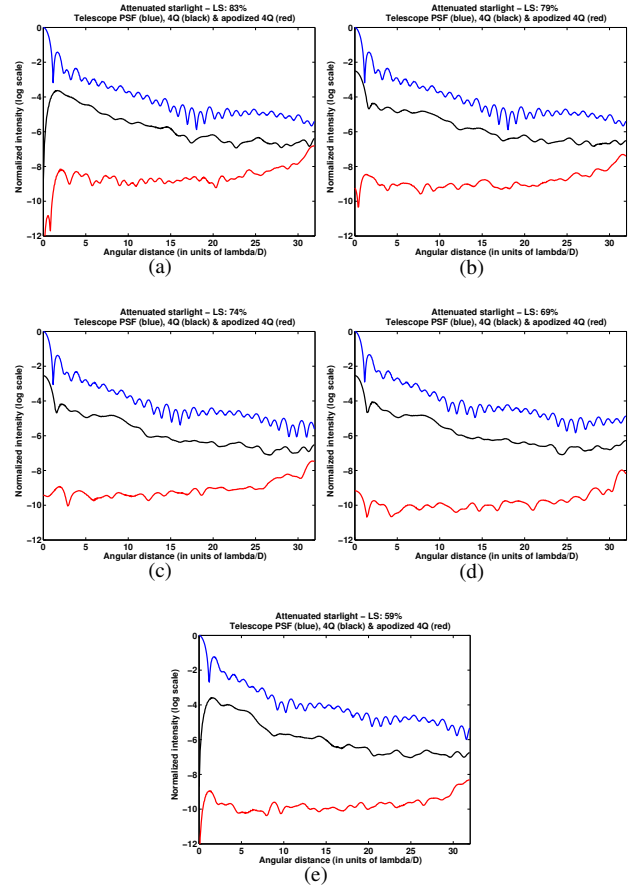 Attenuated starlight – LS: 83%
Telescope PSF (blue), 4Q (black) & apodized 4Q (red)
Normalized intensity (log scale)
0
−2
−4
−6
−8
−10
−12
0 5 10 15 20 25 30
Angular distance (in units of lambda/D)
(a)
Attenuated starlight – LS: 79%
Telescope PSF (blue), 4Q (black) & apodized 4Q (red)
Normalized intensity (log scale)
0
−2
−4
−6
−8
−10
−12
0 5 10 15 20 25 30
Angular distance (in units of lambda/D)
(b)
Attenuated starlight – LS: 74%
Telescope PSF (blue), 4Q (black) & apodized 4Q (red)
Normalized intensity (log scale)
0
−2
−4
−6
−8
−10
−12
0 5 10 15 20 25 30
Angular distance (in units of lambda/D)
(c)
Attenuated starlight – LS: 69%
Telescope PSF (blue), 4Q (black) & apodized 4Q (red)
Normalized intensity (log scale)
0
−2
−4
−6
−8
−10
−12
0 5 10 15 20 25 30
Angular distance (in units of lambda/D)
(d)
Attenuated starlight – LS: 59%
Telescope PSF (blue), 4Q (black) & apodized 4Q (red)
Normalized intensity (log scale)
0
−2
−4
−6
−8
−10
−12
0 5 10 15 20 25 30
Angular distance (in units of lambda/D)
(e)